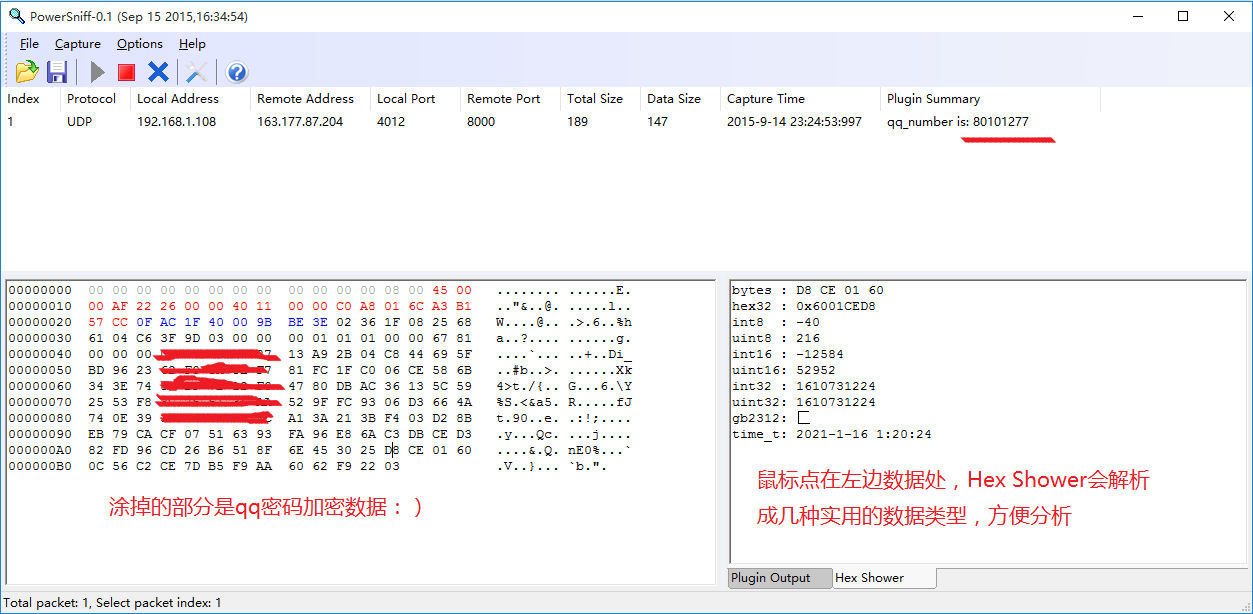 PowerSniff-0.1 (Sep 15 2015,16:34:54)
File Capture Options Help
Index Protocol Local Address Remote Address Local Port Remote Port Total Size Data Size Capture Time Plugin Summary
1 UDP 192.168.1.108 163.177.87.204 4012 8000 189 147 2015-9-14 23:24:53:997 qq_number is: 80101277
00000000 00 00 00 00 00 00 00 00 00 00 00 00 08 00 45 00 ........ ......E.
00000010 00 AF 22 26 00 00 40 11 00 00 C0 A8 01 6C A3 B1 .."&..@. .....l..
00000020 57 CC 0F AC 1F 40 00 9B BE 3E 02 36 1F 08 25 68 W....@.. .>.6..%h
00000030 61 04 C6 3F 9D 03 00 00 00 01 01 01 00 00 67 81 a..?.... ......g.
00000040 00 00 00 13 A9 2B 04 C8 44 69 5F ....`... ...+..Di_
00000050 BD 96 23 81 FC 1F C0 06 CE 58 6B ..#b..>. ......Xk
00000060 34 3E 74 47 80 DB AC 36 13 5C 59 4>t./{.. G...6.\Y
00000070 25 53 F8 52 9F FC 93 06 D3 66 4A %S.<&a5. R.....fJ
00000080 74 0E 39 A1 3A 21 3B F4 03 D2 8B t.90..e. .:!;....
00000090 EB 79 CA CF 07 51 63 93 FA 96 E8 6A C3 DB CE D3 .y...Qc. ...j....
000000A0 82 FD 96 CD 26 B6 51 8F 6E 45 30 25 D8 CE 01 60 ....&.Q. nE0%...`
000000B0 0C 56 C2 CE 7D B5 F9 AA 60 62 F9 22 03 .V..}... `b.".
涂掉的部分是qq密码加密数据：）
bytes : D8 CE 01 60
hex32 : 0x6001CED8
int8 : -40
uint8 : 216
int16 : -12584
uint16: 52952
int32 : 1610731224
uint32: 1610731224
gb2312:
time_t: 2021-1-16 1:20:24
鼠标点在左边数据处，Hex Shower会解析
成几种实用的数据类型，方便分析
Plugin Output Hex Shower
Total packet: 1, Select packet index: 1